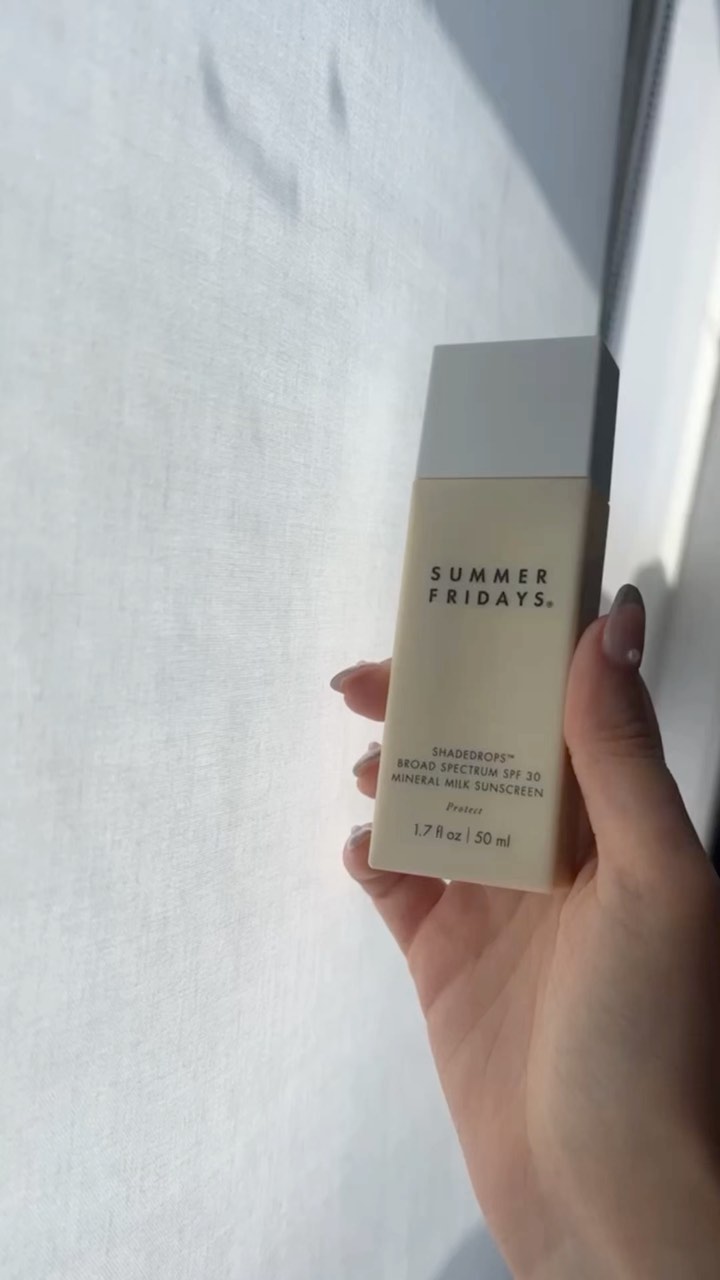 SUMMER
FRIDAYS®
SHADEDROPS™
BROAD SPECTRUM SPF 30
MINERAL MILK SUNSCREEN
Protect
1.7 fl oz | 50 ml